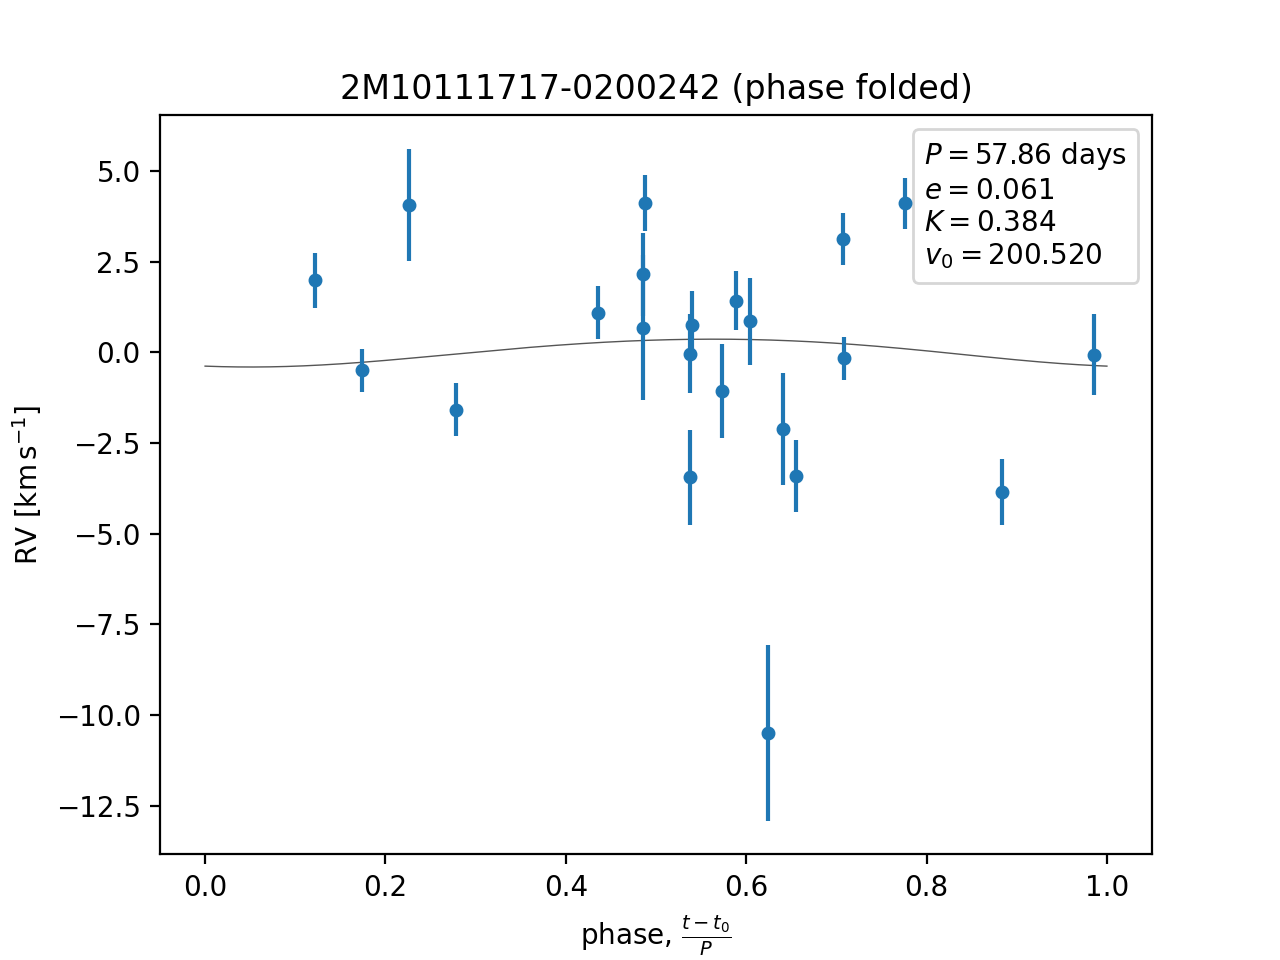 2M10111717-0200242 (phase folded)
P = 57.86 days
e = 0.061
K = 0.384
v₀ = 200.520
5.0
2.5
0.0
−2.5
−5.0
−7.5
−10.0
−12.5
RV [km s⁻¹]
0.0 0.2 0.4 0.6 0.8 1.0
phase, (t − t₀)/P